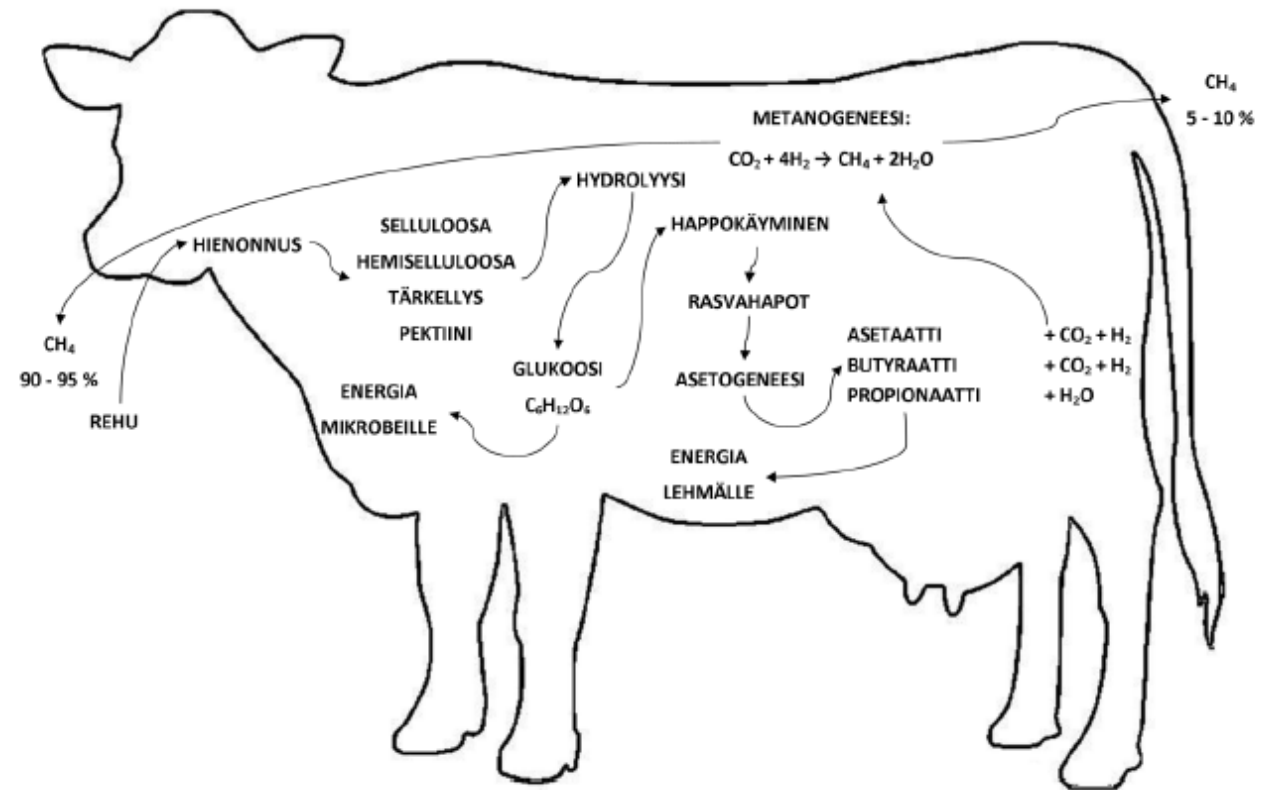 CH₄
5 - 10 %
METANOGENEESI:
CO₂ + 4H₂ → CH₄ + 2H₂O
HYDROLYYSI
SELLULOOSA
HEMISELLULOOSA
TÄRKELLYS
PEKTIINI
HAPPOKÄYMINEN
HIENONNUS
RASVAHAPOT
CH₄
90 - 95 %
REHU
GLUKOOSI
C₆H₁₂O₆
ENERGIA
MIKROBEILLE
ASETOGENEESI
ASETAATTI + CO₂ + H₂
BUTYRAATTI + CO₂ + H₂
PROPIONAATTI + H₂O
ENERGIA
LEHMÄLLE